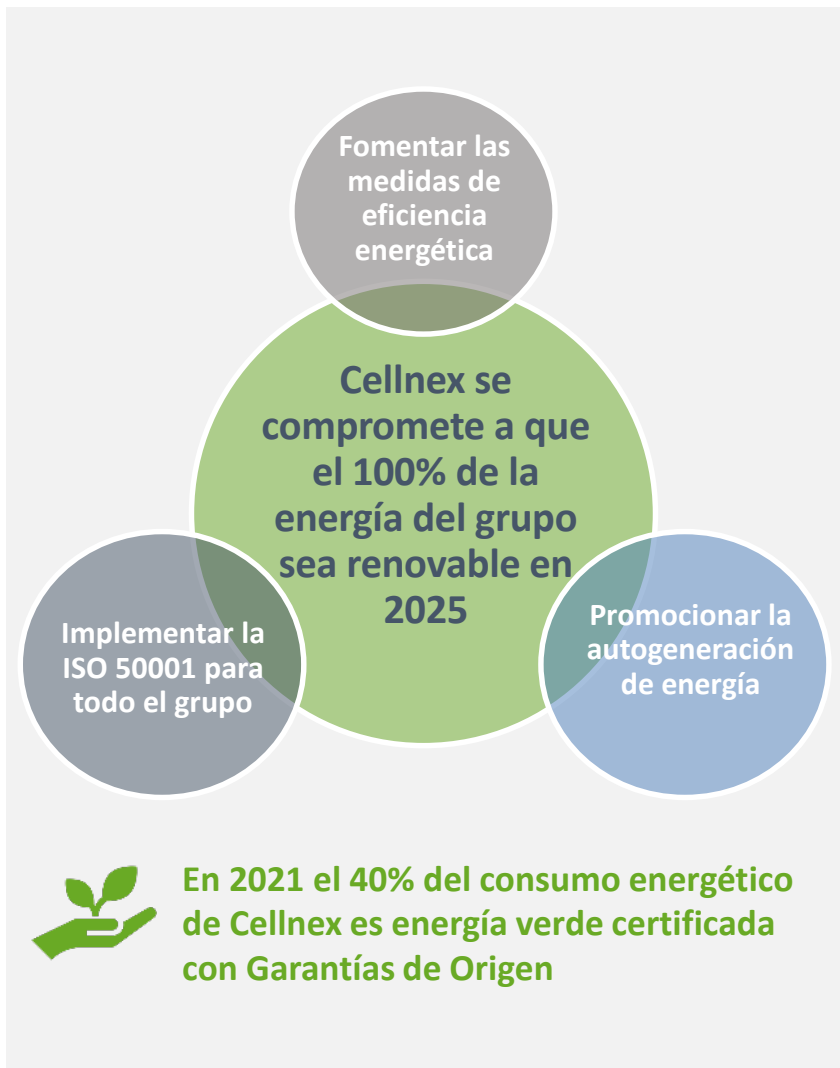 Fomentar las
medidas de
eficiencia
energética
Cellnex se
compromete a que
el 100% de la
energía del grupo
sea renovable en
2025
Implementar la
ISO 50001 para
todo el grupo
Promocionar la
autogeneración
de energía
En 2021 el 40% del consumo energético
de Cellnex es energía verde certificada
con Garantías de Origen